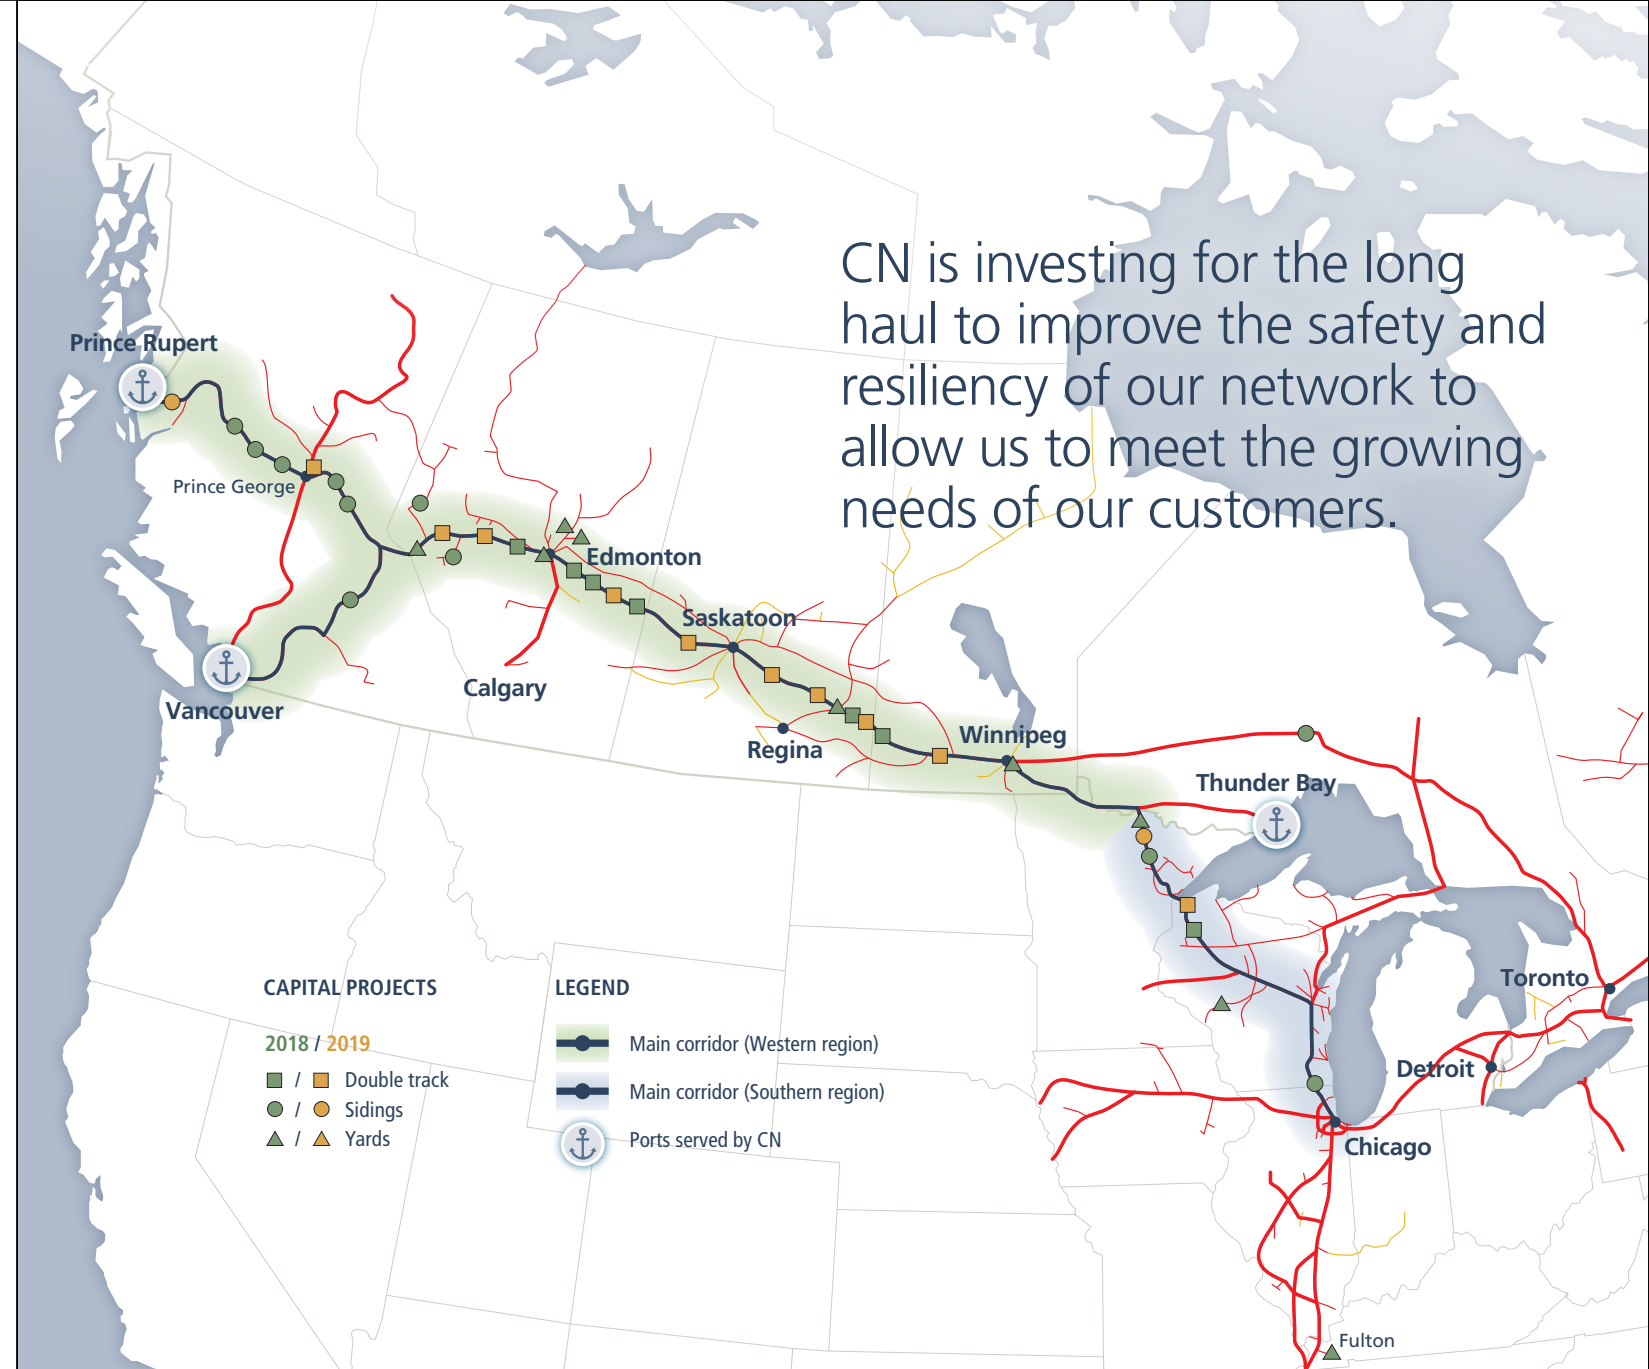 CN is investing for the long
haul to improve the safety and
resiliency of our network to
allow us to meet the growing
needs of our customers.
Prince Rupert
Prince George
Edmonton
Saskatoon
Calgary
Vancouver
Regina
Winnipeg
Thunder Bay
Toronto
Detroit
Chicago
Fulton
CAPITAL PROJECTS
2018 / 2019
/ Double track
/ Sidings
/ Yards
LEGEND
Main corridor (Western region)
Main corridor (Southern region)
Ports served by CN